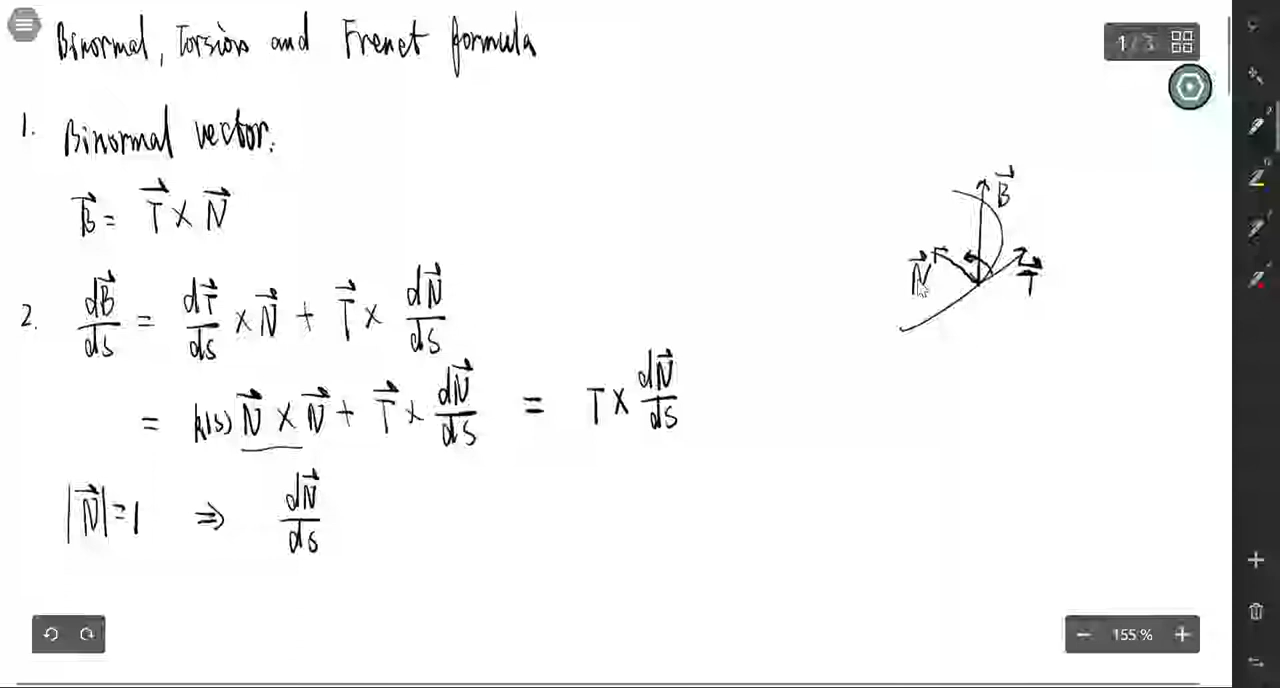 Binormal, Torsion and Frenet formula
1/3
1. Binormal vector.
B⃗ = T⃗ × N⃗
B⃗
N⃗
T⃗
2. dB⃗/ds = dT⃗/ds × N⃗ + T⃗ × dN⃗/ds
= k(s) N⃗ × N⃗ + T⃗ × dN⃗/ds = T × dN⃗/ds
|N⃗| = 1 ⇒ dN⃗/ds
155 %